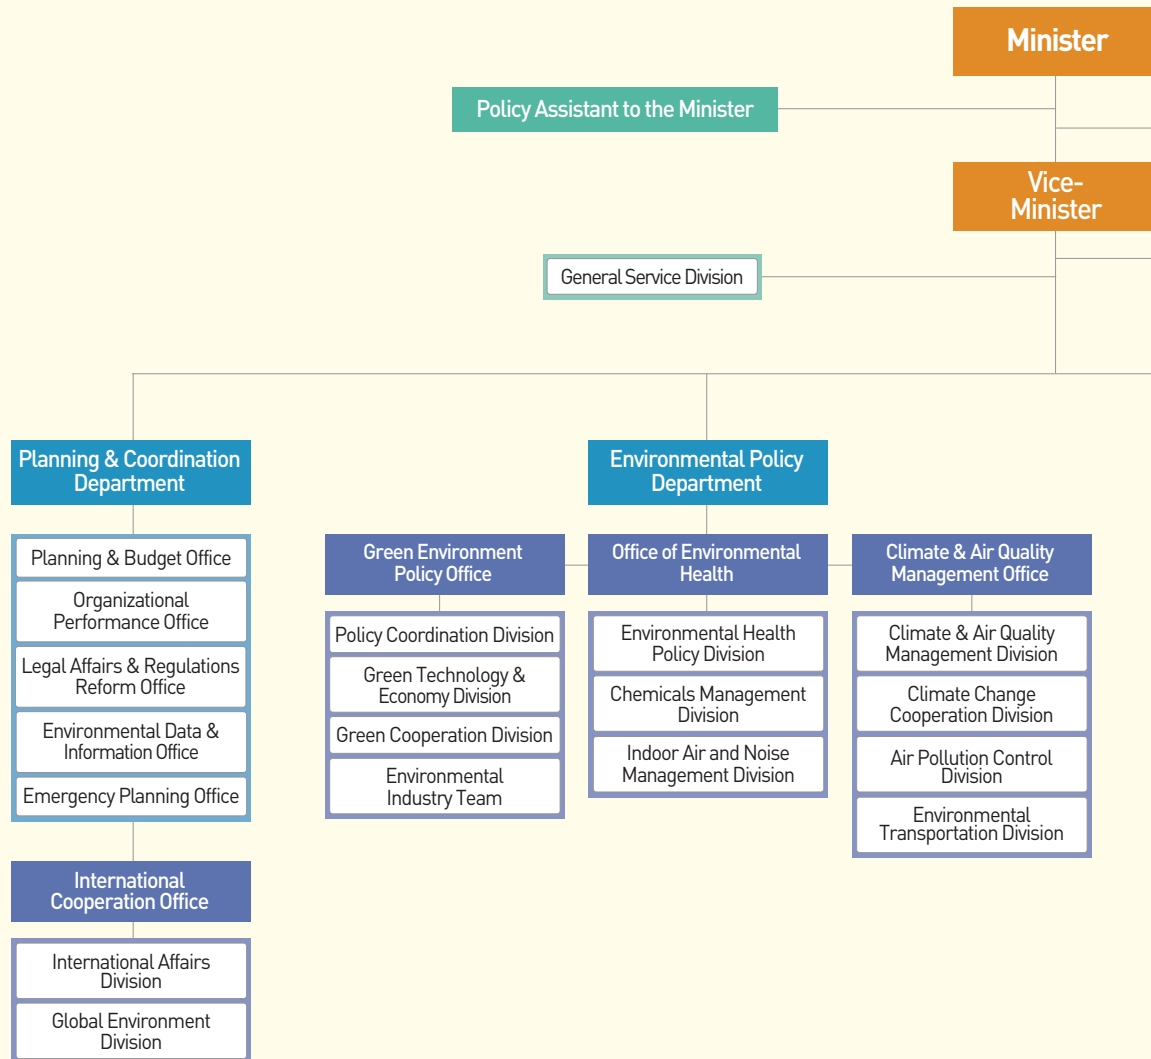 Minister
Policy Assistant to the Minister
Vice-
Minister
General Service Division
Planning & Coordination
Department
Planning & Budget Office
Organizational
Performance Office
Legal Affairs & Regulations
Reform Office
Environmental Data &
Information Office
Emergency Planning Office
International
Cooperation Office
International Affairs
Division
Global Environment
Division
Environmental Policy
Department
Green Environment
Policy Office
Policy Coordination Division
Green Technology &
Economy Division
Green Cooperation Division
Environmental
Industry Team
Office of Environmental
Health
Environmental Health
Policy Division
Chemicals Management
Division
Indoor Air and Noise
Management Division
Climate & Air Quality
Management Office
Climate & Air Quality
Management Division
Climate Change
Cooperation Division
Air Pollution Control
Division
Environmental
Transportation Division